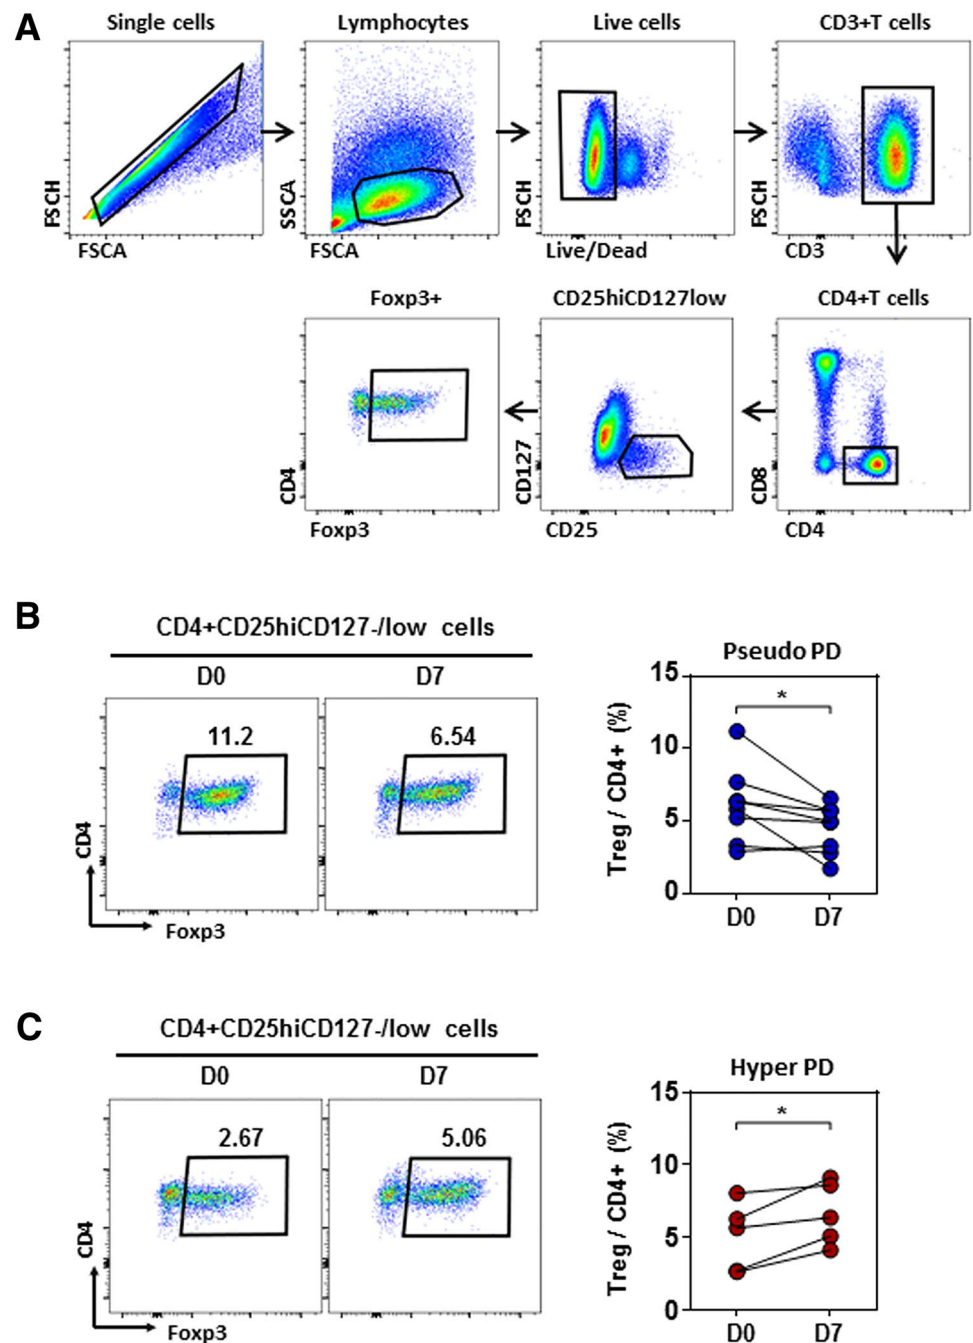 A
Single cells
Lymphocytes
Live cells
CD3+T cells
FSCH
FSCA
SSCA
FSCA
FSCH
Live/Dead
FSCH
CD3
Foxp3+
CD25hiCD127low
CD4+T cells
CD4
Foxp3
CD127
CD25
CD8
CD4
B
CD4+CD25hiCD127-/low cells
D0
D7
11.2
6.54
CD4
Foxp3
Pseudo PD
Treg / CD4+ (%)
15
10
5
0
*
D0
D7
C
CD4+CD25hiCD127-/low cells
D0
D7
2.67
5.06
CD4
Foxp3
Hyper PD
Treg / CD4+ (%)
15
10
5
0
*
D0
D7